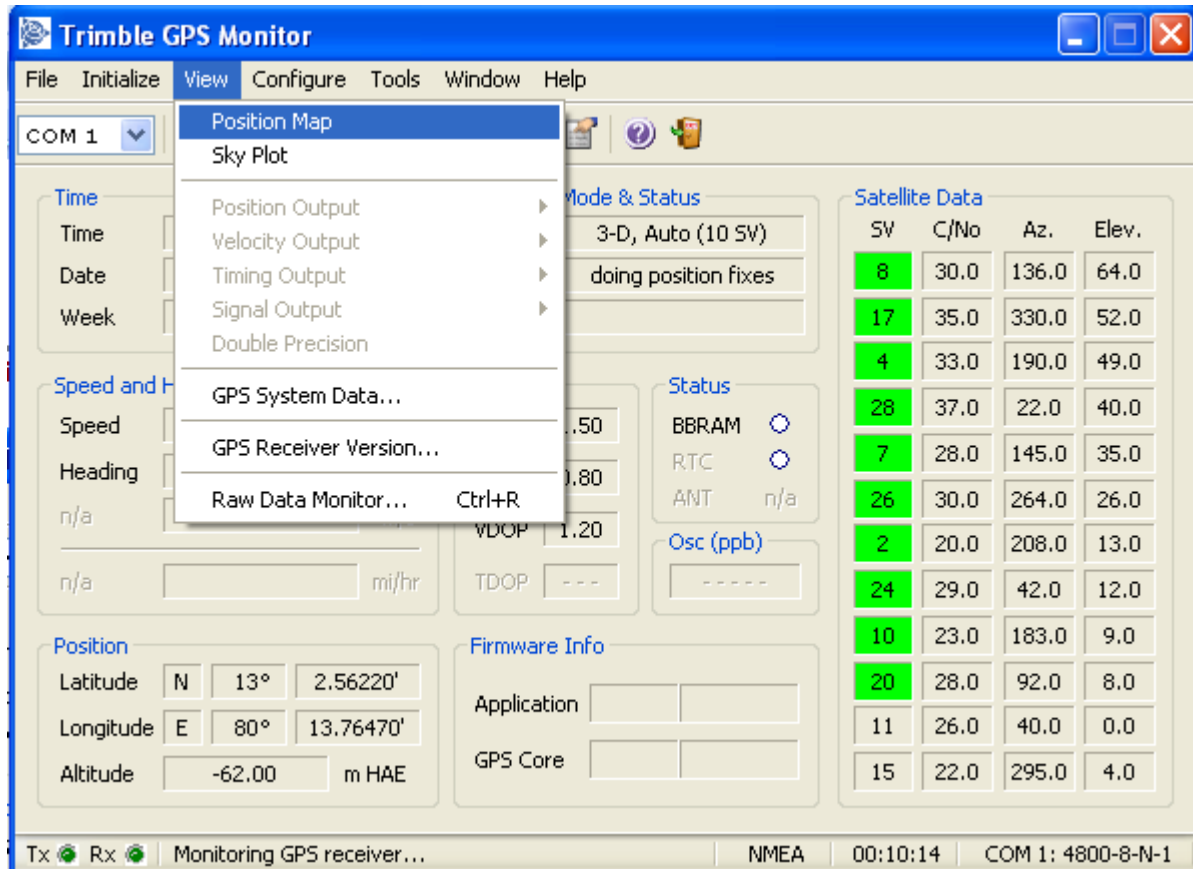 Trimble GPS Monitor
File Initialize View Configure Tools Window Help
COM 1
Position Map
Sky Plot
Position Output
Velocity Output
Timing Output
Signal Output
Double Precision
GPS System Data...
GPS Receiver Version...
Raw Data Monitor... Ctrl+R
Time
Time
Date
Week
Mode & Status
3-D, Auto (10 SV)
doing position fixes
Speed and
Speed
Heading
n/a
n/a mi/hr
.50
0.80
VDOP 1.20
TDOP - - -
Status
BBRAM
RTC
ANT n/a
Osc (ppb)
- - - - -
Position
Latitude N 13° 2.56220'
Longitude E 80° 13.76470'
Altitude -62.00 m HAE
Firmware Info
Application
GPS Core
Satellite Data
SV C/No Az. Elev.
8 30.0 136.0 64.0
17 35.0 330.0 52.0
4 33.0 190.0 49.0
28 37.0 22.0 40.0
7 28.0 145.0 35.0
26 30.0 264.0 26.0
2 20.0 208.0 13.0
24 29.0 42.0 12.0
10 23.0 183.0 9.0
20 28.0 92.0 8.0
11 26.0 40.0 0.0
15 22.0 295.0 4.0
Tx Rx Monitoring GPS receiver... NMEA 00:10:14 COM 1: 4800-8-N-1